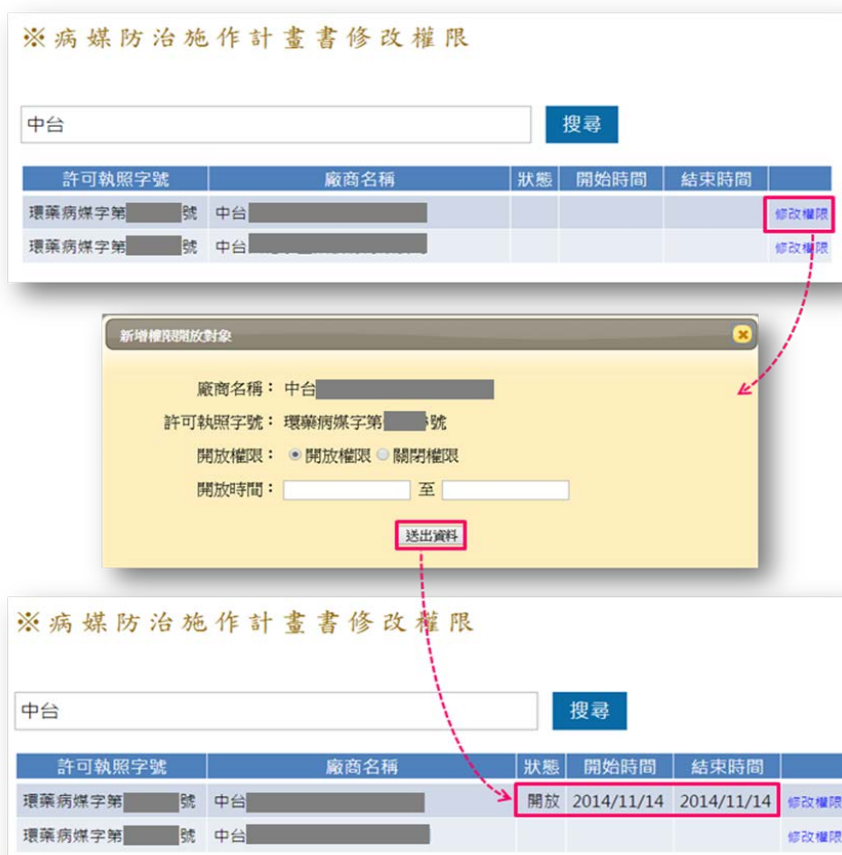 ※病媒防治施作計畫書修改權限
中台
搜尋
許可執照字號 廠商名稱 狀態 開始時間 結束時間
環藥病媒字第 號 中台 修改權限
環藥病媒字第 號 中台 修改權限
新增權限開放對象
廠商名稱：中台
許可執照字號：環藥病媒字第 號
開放權限： 開放權限 關閉權限
開放時間： 至
送出資料
※病媒防治施作計畫書修改權限
中台
搜尋
許可執照字號 廠商名稱 狀態 開始時間 結束時間
環藥病媒字第 號 中台 開放 2014/11/14 2014/11/14 修改權限
環藥病媒字第 號 中台 修改權限